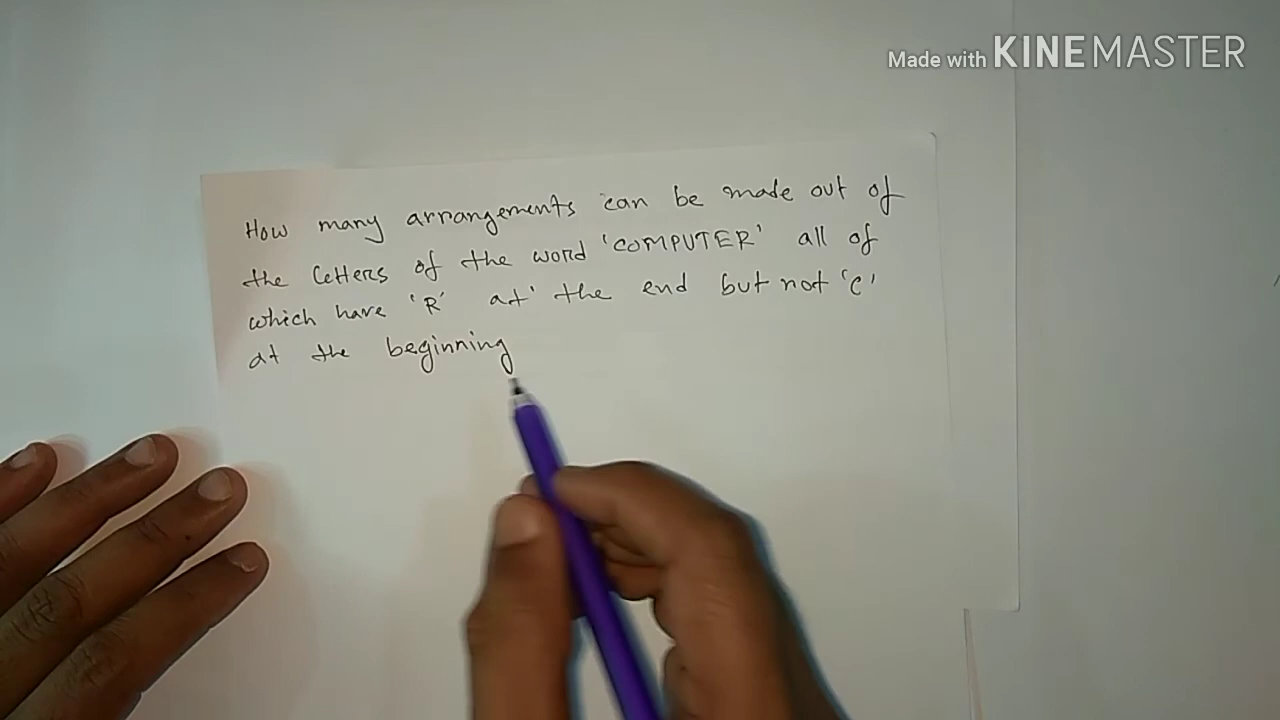 Made with KINEMASTER
How many arrangements can be made out of
the letters of the word 'COMPUTER' all of
which have 'R' at the end but not 'C'
at the beginning